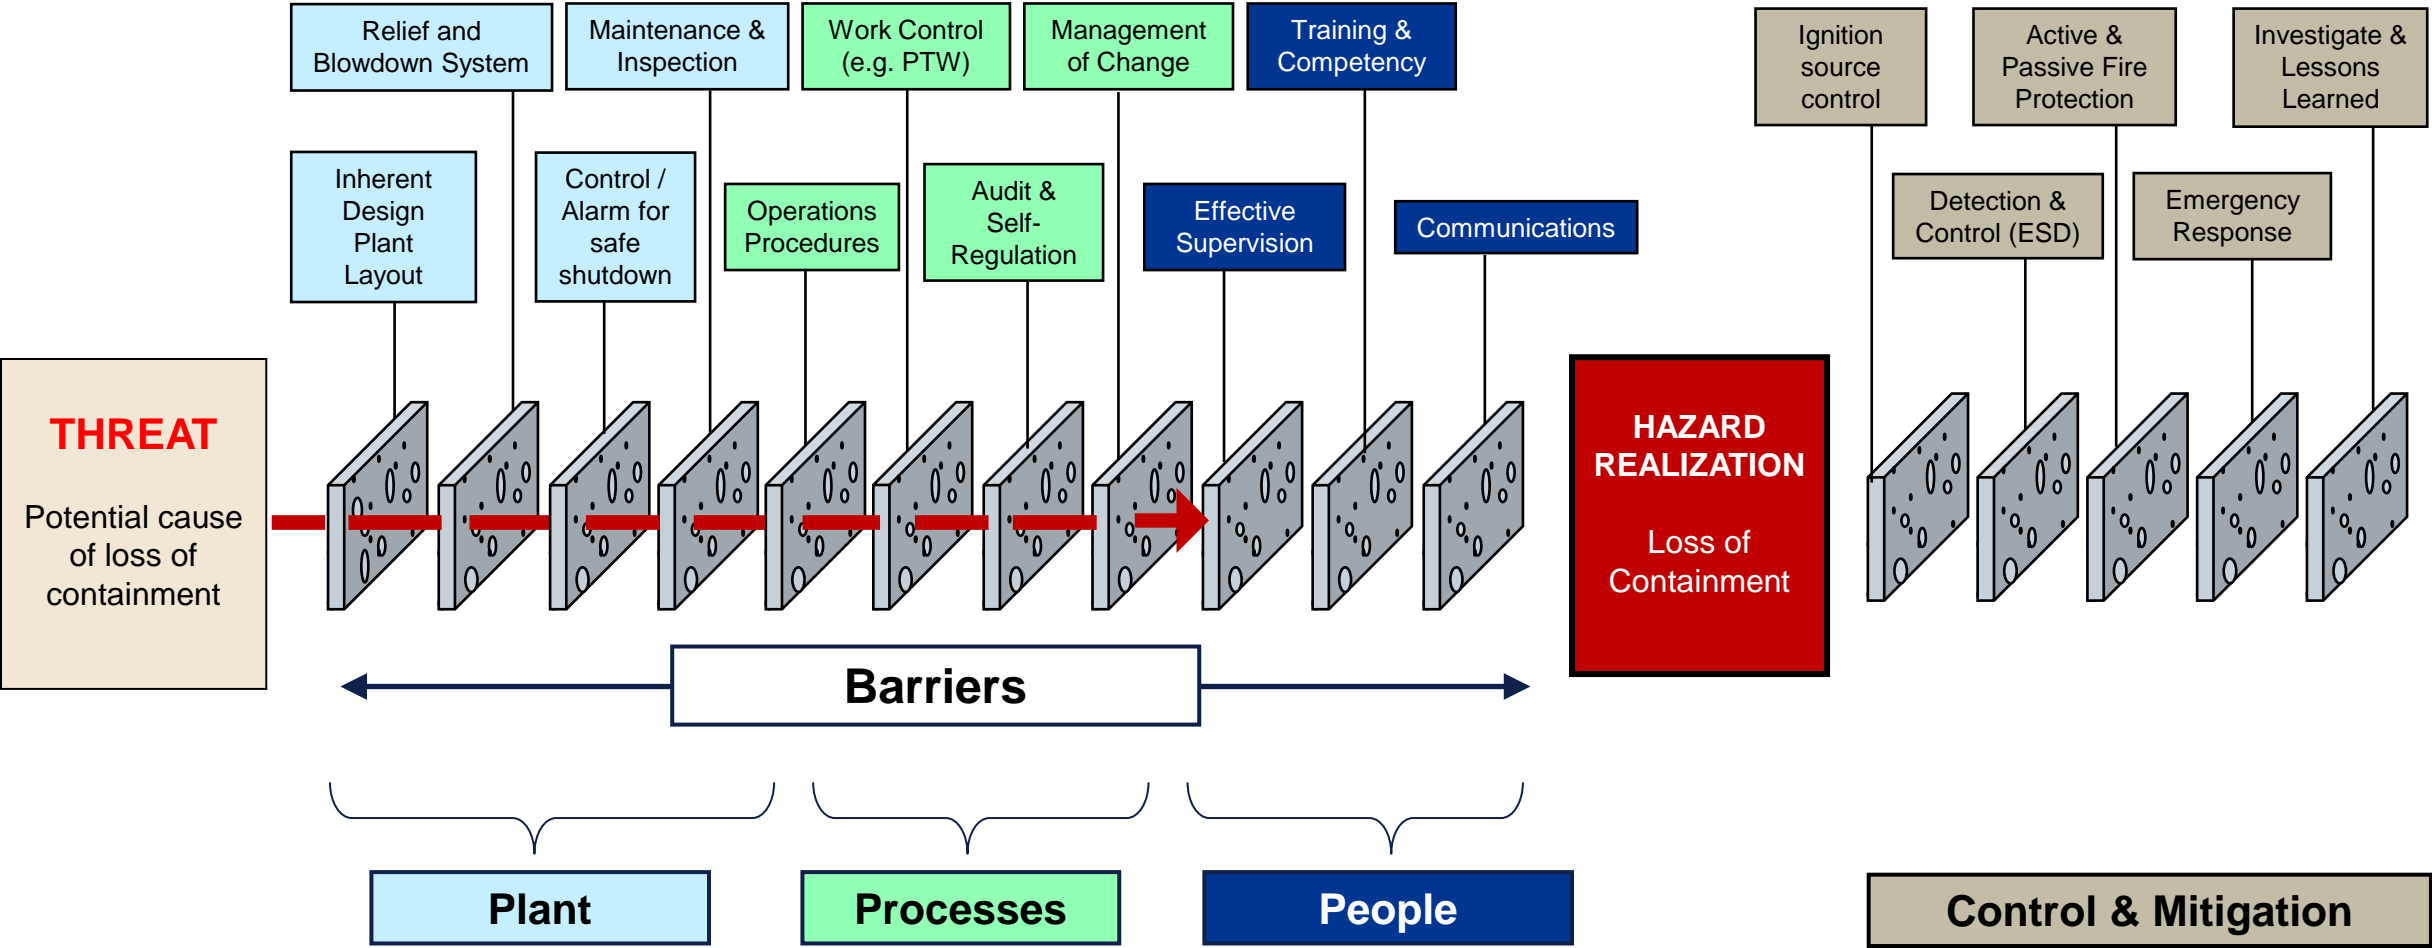 Relief and
Blowdown System
Maintenance &
Inspection
Work Control
(e.g. PTW)
Management
of Change
Training &
Competency
Ignition
source
control
Active &
Passive Fire
Protection
Investigate &
Lessons
Learned
Inherent
Design
Plant
Layout
Control /
Alarm for
safe
shutdown
Operations
Procedures
Audit &
Self-
Regulation
Effective
Supervision
Communications
Detection &
Control (ESD)
Emergency
Response
THREAT
Potential cause
of loss of
containment
HAZARD
REALIZATION
Loss of
Containment
Barriers
Plant
Processes
People
Control & Mitigation